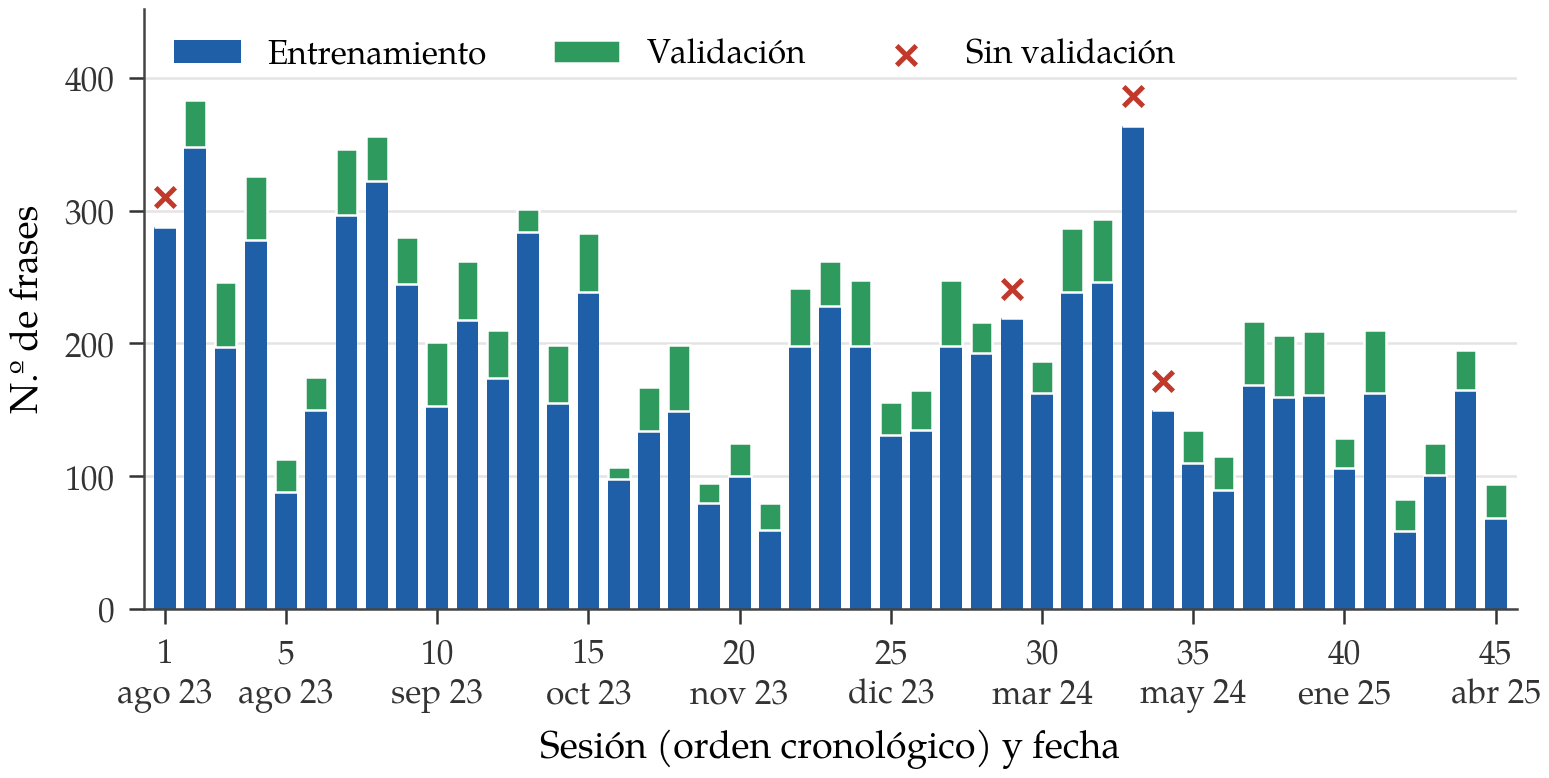 Entrenamiento Validación Sin validación
N.º de frases
400
300
200
100
0
1 5 10 15 20 25 30 35 40 45
ago 23 ago 23 sep 23 oct 23 nov 23 dic 23 mar 24 may 24 ene 25 abr 25
Sesión (orden cronológico) y fecha